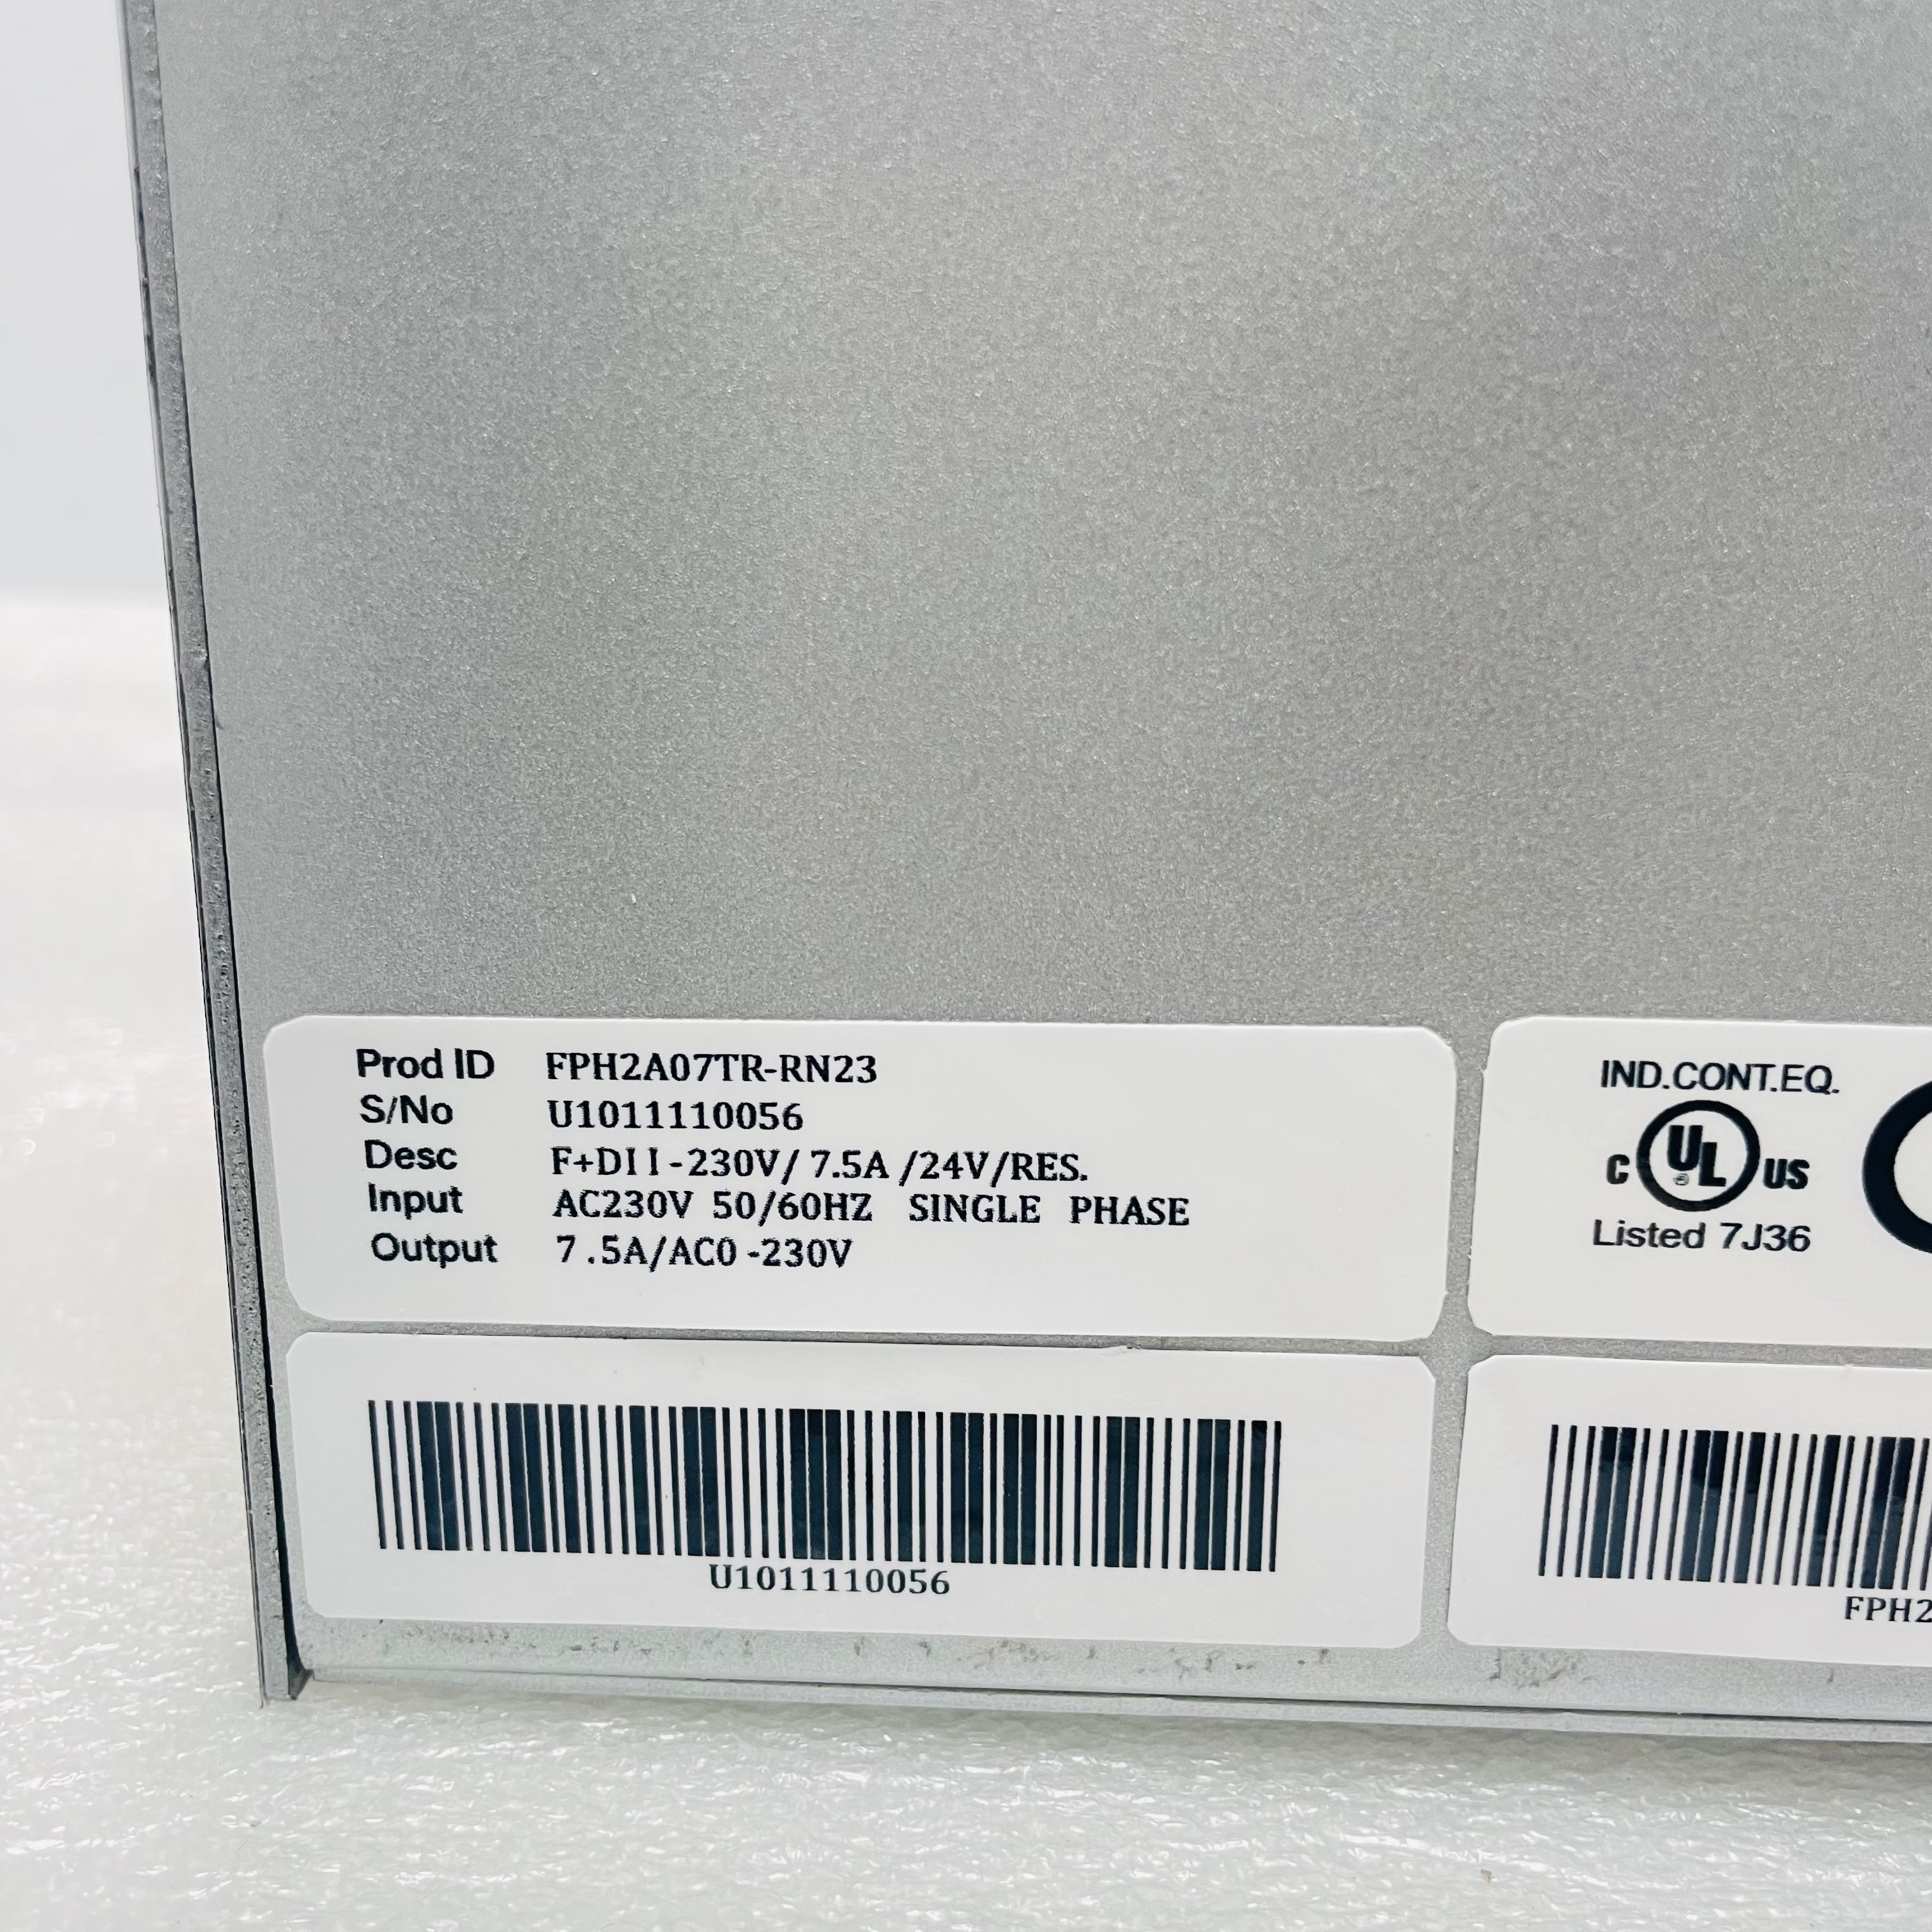 Prod ID FPH2A07TR-RN23
S/No U1011110056
Desc F+DII-230V/7.5A/24V/RES.
Input AC230V 50/60HZ SINGLE PHASE
Output 7.5A/AC0-230V
IND.CONT.EQ.
C UL US
Listed 7J36
U1011110056
FPH2